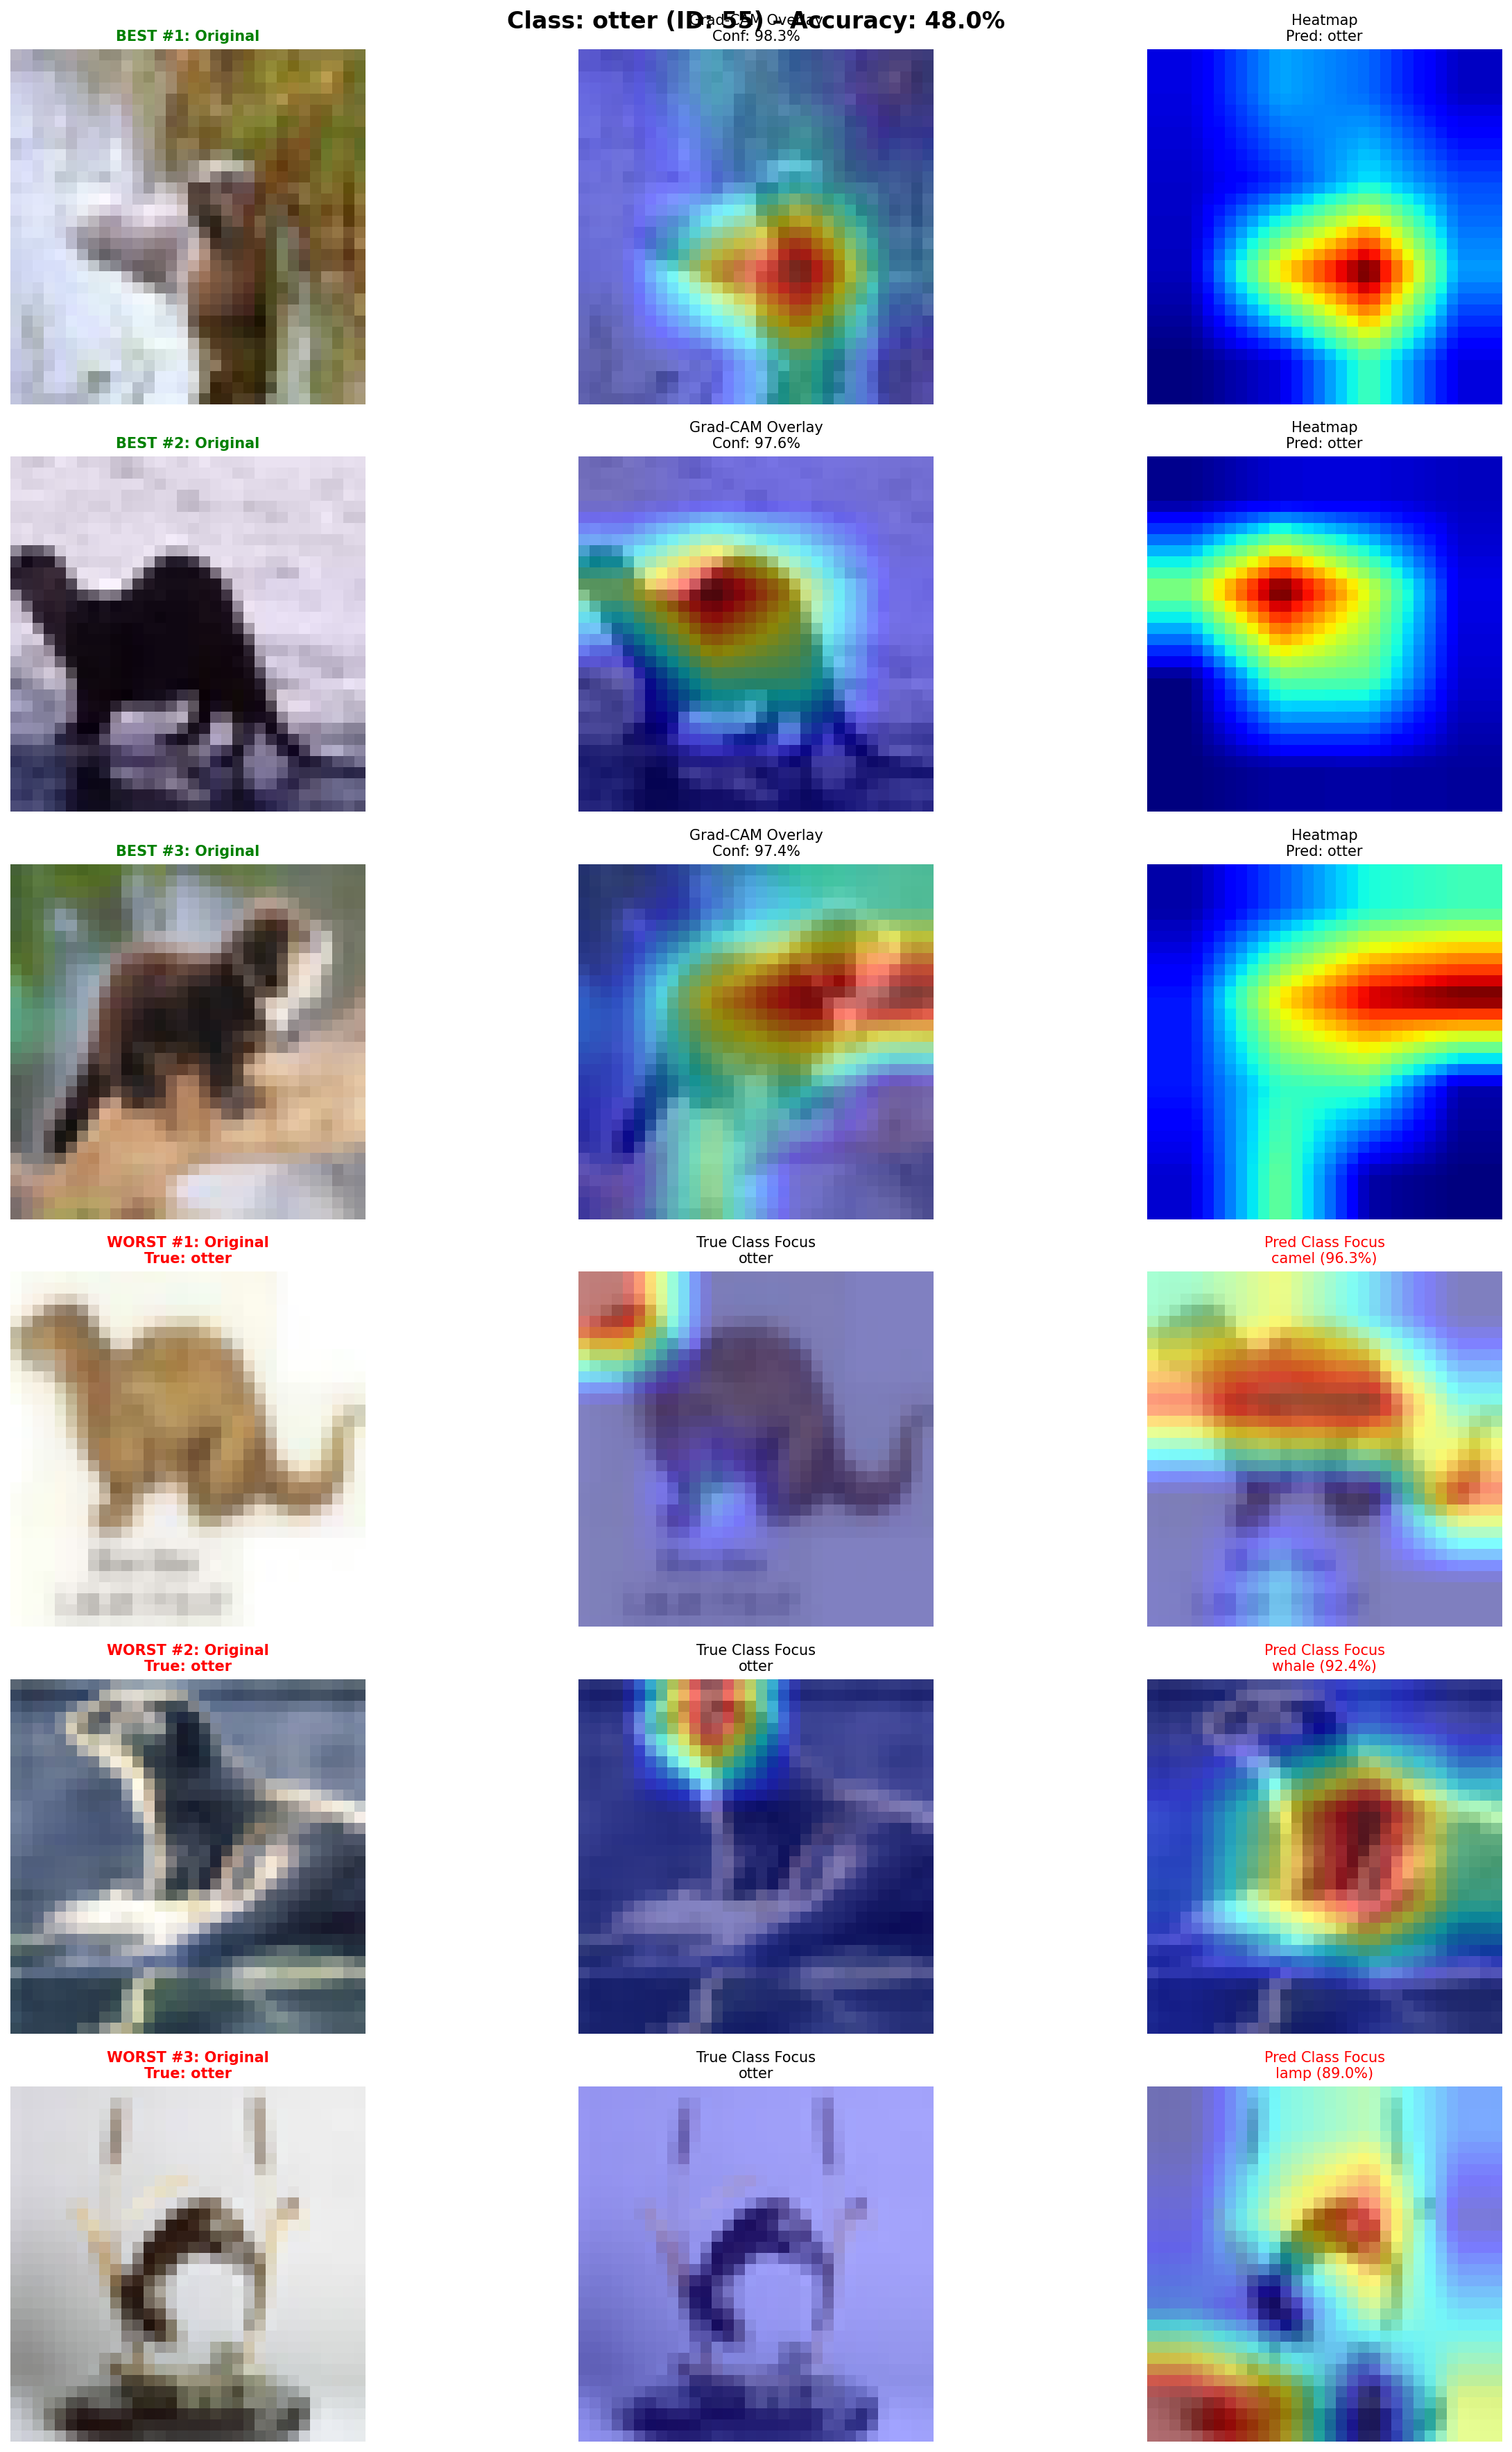 Class: otter (ID: 55) - Accuracy: 48.0%
BEST #1: Original
Grad-CAM Overlay
Conf: 98.3%
Heatmap
Pred: otter
BEST #2: Original
Grad-CAM Overlay
Conf: 97.6%
Heatmap
Pred: otter
BEST #3: Original
Grad-CAM Overlay
Conf: 97.4%
Heatmap
Pred: otter
WORST #1: Original
True: otter
True Class Focus
otter
Pred Class Focus
camel (96.3%)
WORST #2: Original
True: otter
True Class Focus
otter
Pred Class Focus
whale (92.4%)
WORST #3: Original
True: otter
True Class Focus
otter
Pred Class Focus
lamp (89.0%)